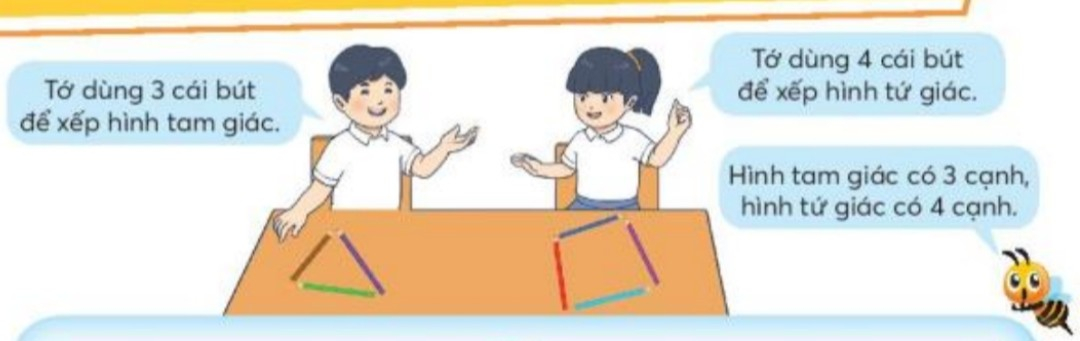 Tớ dùng 3 cái bút
để xếp hình tam giác.
Tớ dùng 4 cái bút
để xếp hình tứ giác.
Hình tam giác có 3 cạnh,
hình tứ giác có 4 cạnh.